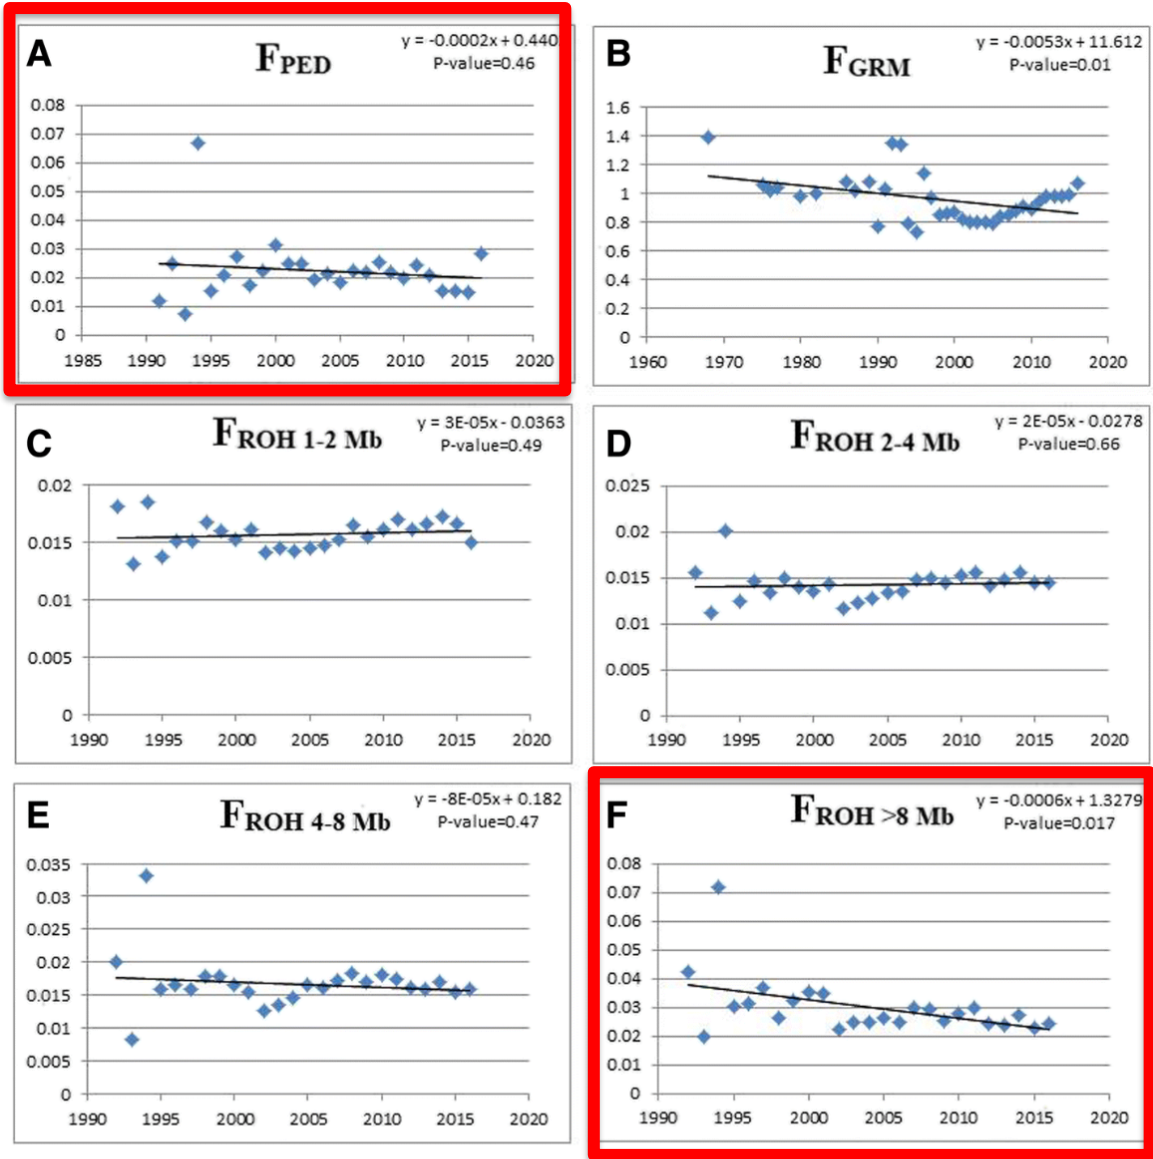 A
F PED
y = -0.0002x + 0.440
P-value=0.46
0.08
0.07
0.06
0.05
0.04
0.03
0.02
0.01
0
1985 1990 1995 2000 2005 2010 2015 2020
B
F GRM
y = -0.0053x + 11.612
P-value=0.01
1.6
1.4
1.2
1
0.8
0.6
0.4
0.2
0
1960 1970 1980 1990 2000 2010 2020
C
F ROH 1-2 Mb
y = 3E-05x - 0.0363
P-value=0.49
0.02
0.015
0.01
0.005
0
1990 1995 2000 2005 2010 2015 2020
D
F ROH 2-4 Mb
y = 2E-05x - 0.0278
P-value=0.66
0.025
0.02
0.015
0.01
0.005
0
1990 1995 2000 2005 2010 2015 2020
E
F ROH 4-8 Mb
y = -8E-05x + 0.182
P-value=0.47
0.035
0.03
0.025
0.02
0.015
0.01
0.005
0
1990 1995 2000 2005 2010 2015 2020
F
F ROH >8 Mb
y = -0.0006x + 1.3279
P-value=0.017
0.08
0.07
0.06
0.05
0.04
0.03
0.02
0.01
0
1990 1995 2000 2005 2010 2015 2020